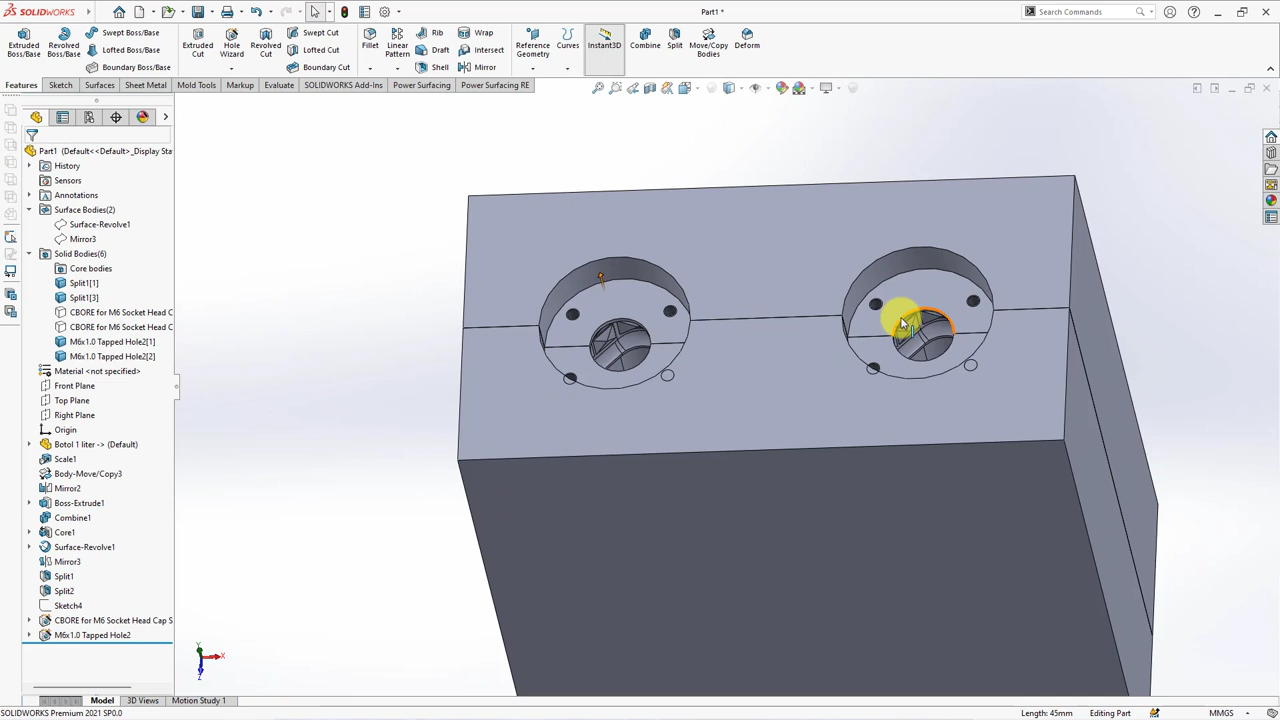 SOLIDWORKS
Part1 *
Search Commands
Extruded Boss/Base
Revolved Boss/Base
Swept Boss/Base
Lofted Boss/Base
Boundary Boss/Base
Extruded Cut
Hole Wizard
Revolved Cut
Swept Cut
Lofted Cut
Boundary Cut
Fillet
Linear Pattern
Rib
Draft
Shell
Wrap
Intersect
Mirror
Reference Geometry
Curves
Instant3D
Combine
Split
Move/Copy Bodies
Deform
Features
Sketch
Surfaces
Sheet Metal
Mold Tools
Markup
Evaluate
SOLIDWORKS Add-Ins
Power Surfacing
Power Surfacing RE
Part1 (Default<<Default>_Display Sta
History
Sensors
Annotations
Surface Bodies(2)
Surface-Revolve1
Mirror3
Solid Bodies(6)
Core bodies
Split1[1]
Split1[3]
CBORE for M6 Socket Head C
CBORE for M6 Socket Head C
M6x1.0 Tapped Hole2[1]
M6x1.0 Tapped Hole2[2]
Material <not specified>
Front Plane
Top Plane
Right Plane
Origin
Botol 1 liter -> (Default)
Scale1
Body-Move/Copy3
Mirror2
Boss-Extrude1
Combine1
Core1
Surface-Revolve1
Mirror3
Split1
Split2
Sketch4
CBORE for M6 Socket Head Cap S
M6x1.0 Tapped Hole2
Y
X
Z
Model
3D Views
Motion Study 1
SOLIDWORKS Premium 2021 SP0.0
Length: 45mm
Editing Part
MMGS